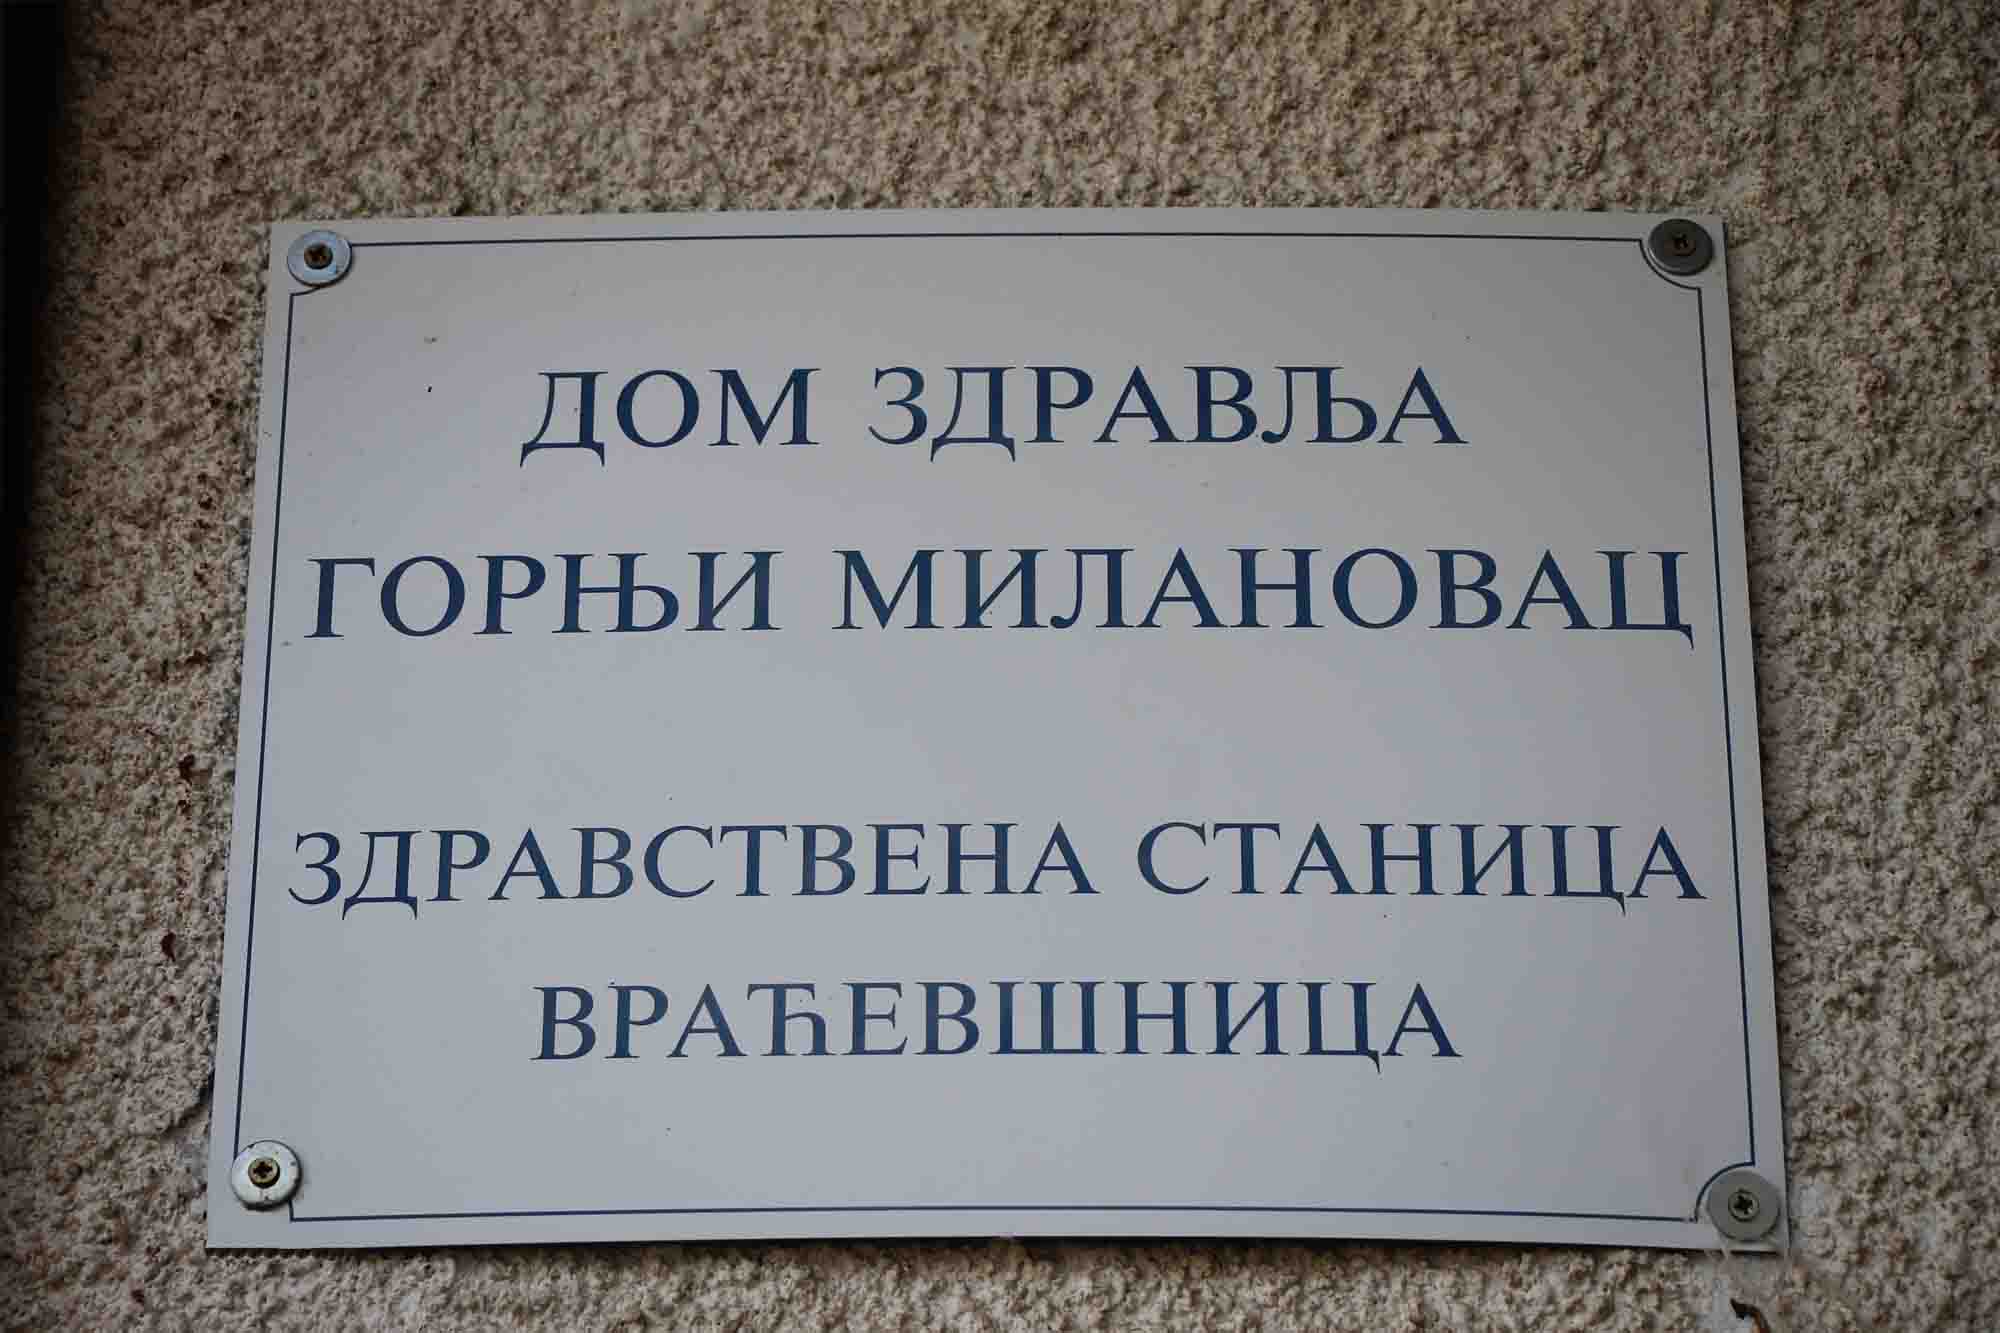 ДОМ ЗДРАВЉА
ГОРЊИ МИЛАНОВАЦ
ЗДРАВСТВЕНА СТАНИЦА
ВРАЋЕВШНИЦА